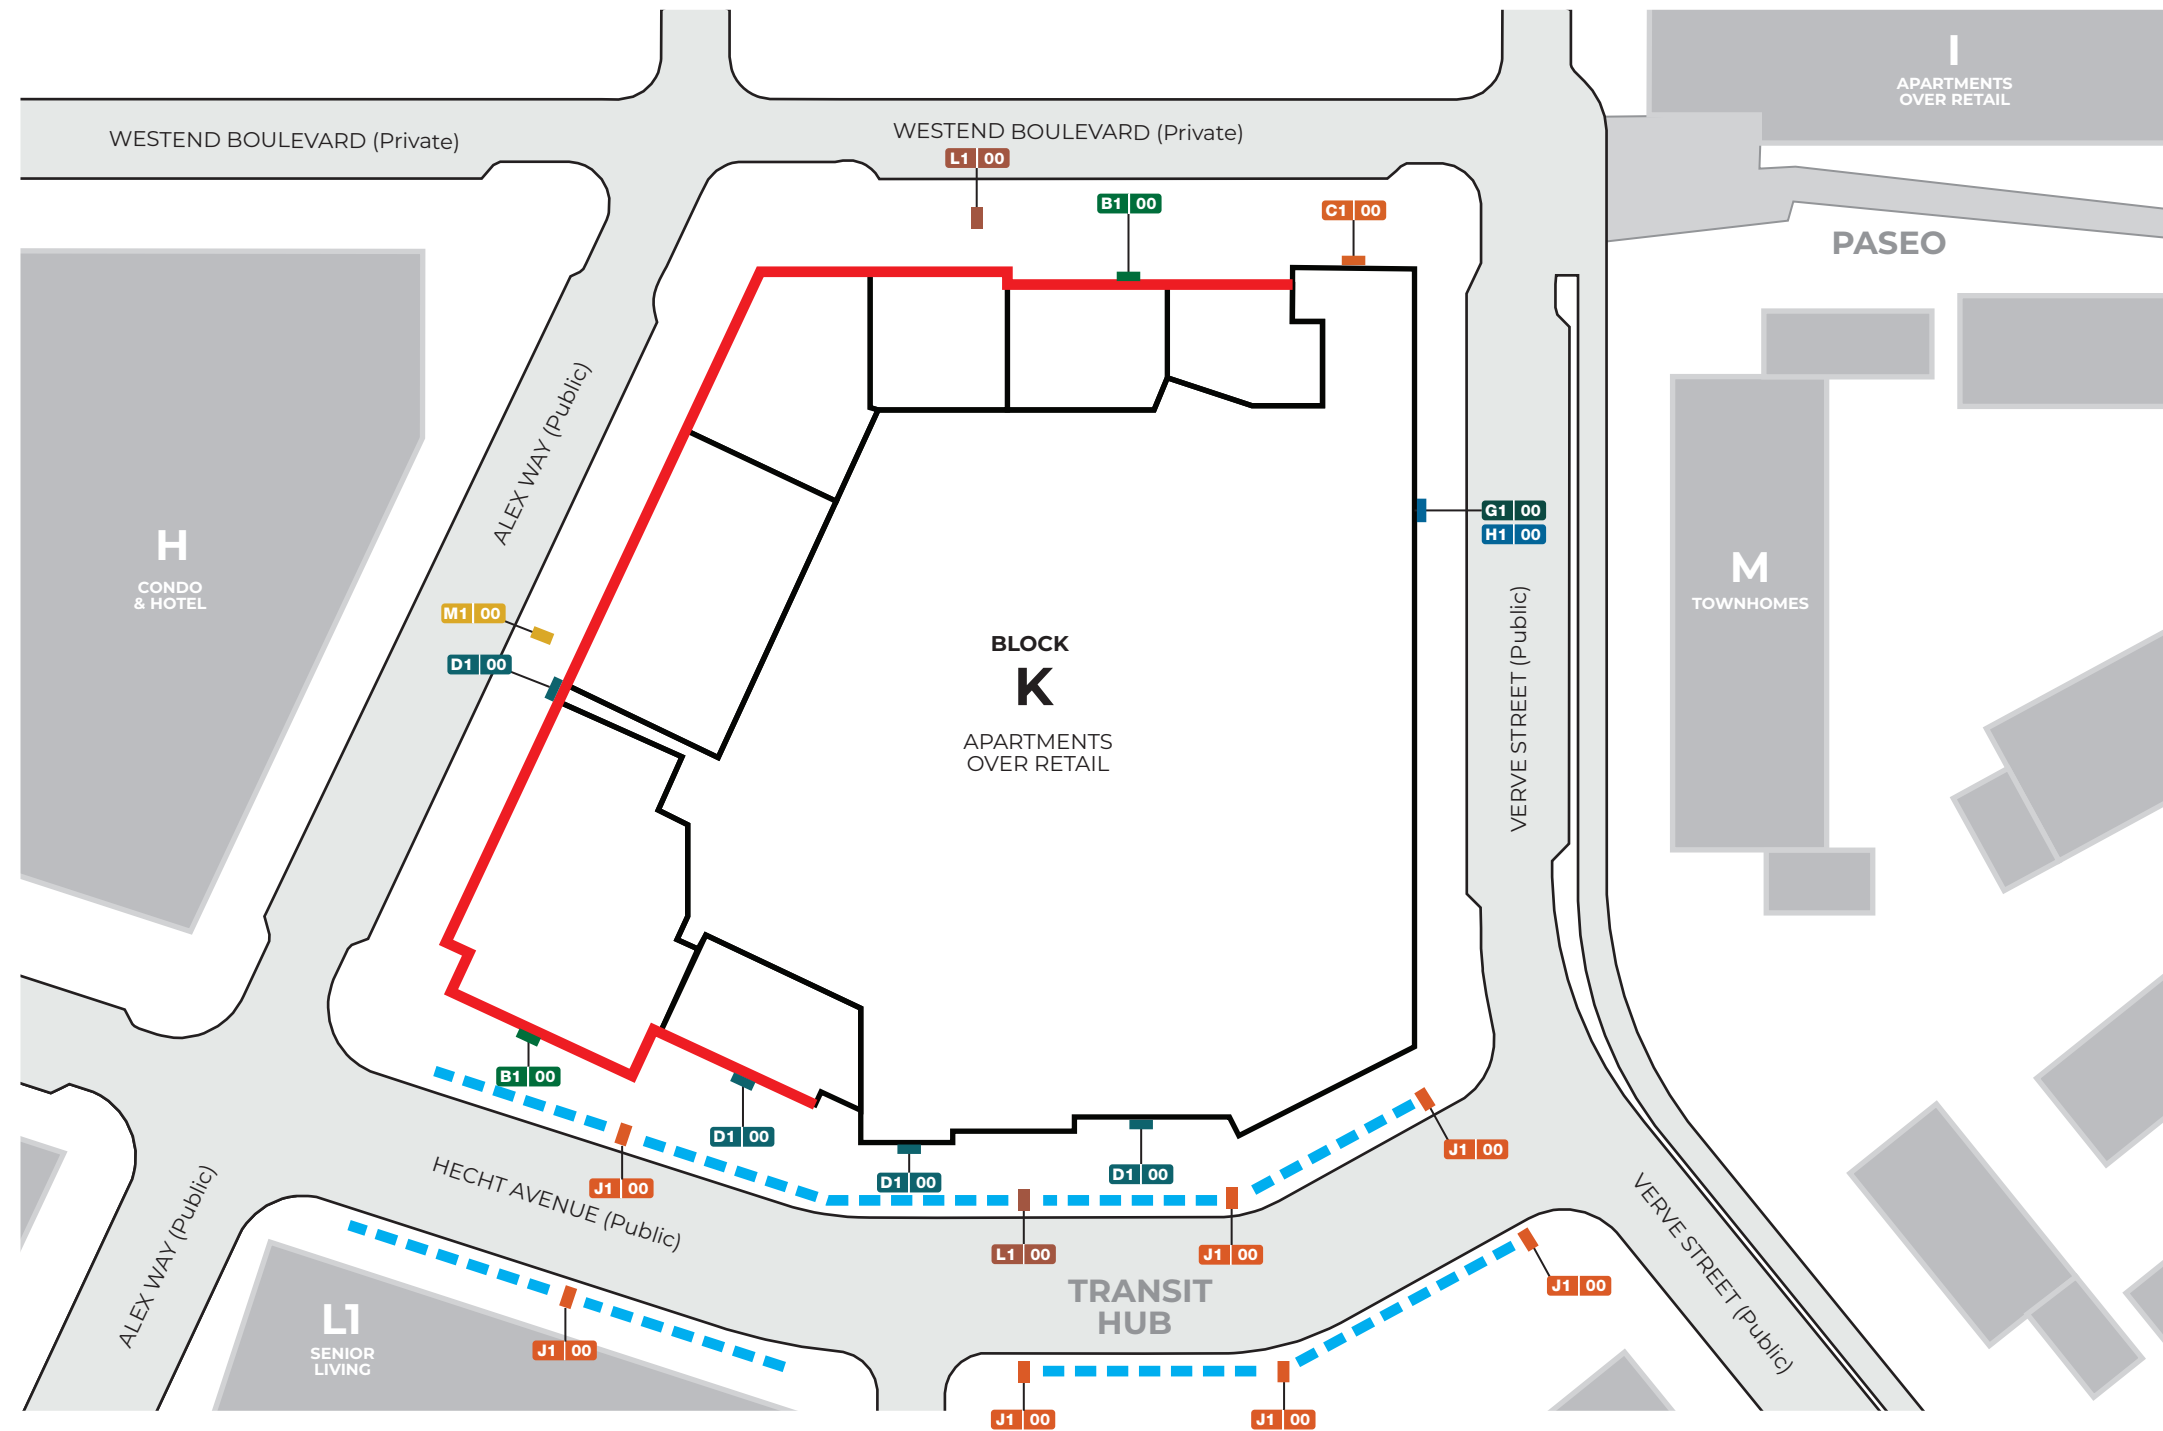 I
APARTMENTS
OVER RETAIL
WESTEND BOULEVARD (Private)
WESTEND BOULEVARD (Private)
L1 00
B1 00
C1 00
PASEO
ALEX WAY (Public)
H
CONDO
& HOTEL
G1 00
H1 00
M
TOWNHOMES
M1 00
D1 00
BLOCK
K
APARTMENTS
OVER RETAIL
VERVE STREET (Public)
B1 00
D1 00
J1 00
D1 00
D1 00
J1 00
HECHT AVENUE (Public)
ALEX WAY (Public)
L1 00
J1 00
TRANSIT
HUB
J1 00
VERVE STREET (Public)
L1
SENIOR
LIVING
J1 00
J1 00
J1 00